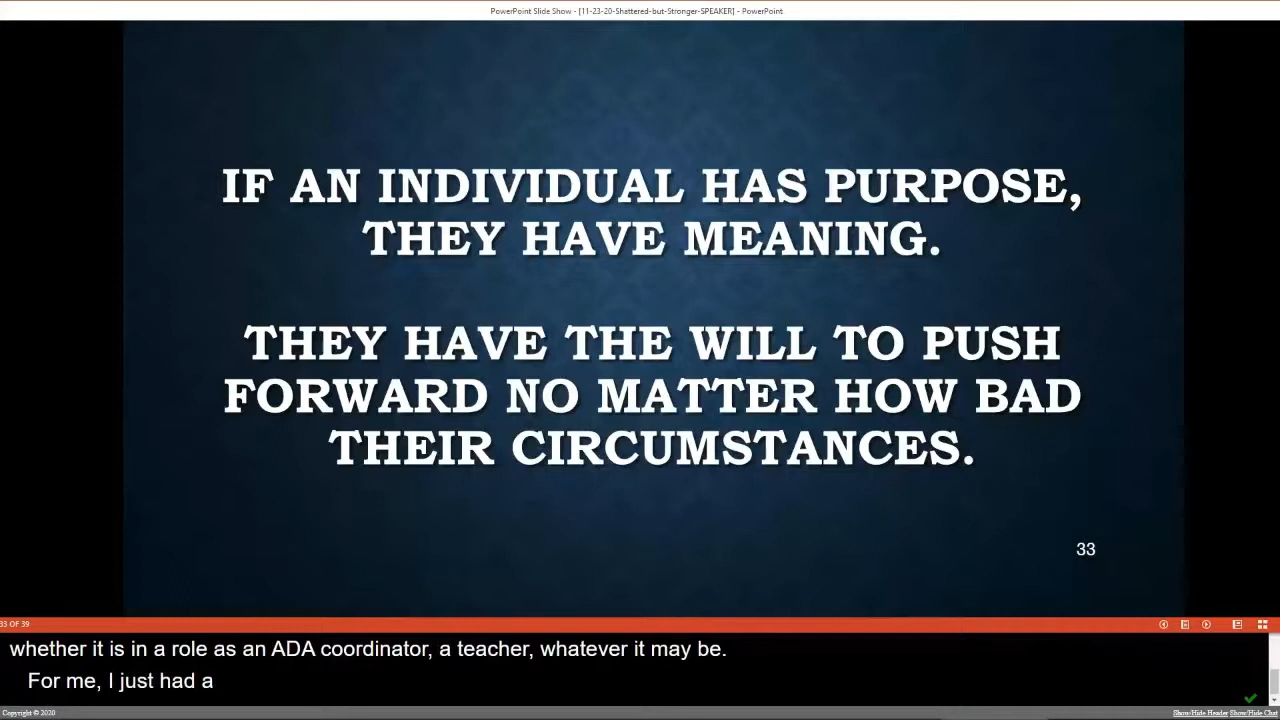 PowerPoint Slide Show - [11-23-20-Shattered-but-Stronger-SPEAKER] - PowerPoint
IF AN INDIVIDUAL HAS PURPOSE,
THEY HAVE MEANING.
THEY HAVE THE WILL TO PUSH
FORWARD NO MATTER HOW BAD
THEIR CIRCUMSTANCES.
33
33 OF 39
whether it is in a role as an ADA coordinator, a teacher, whatever it may be.
For me, I just had a
Copyright © 2020
Show/Hide Header Show/Hide Chat